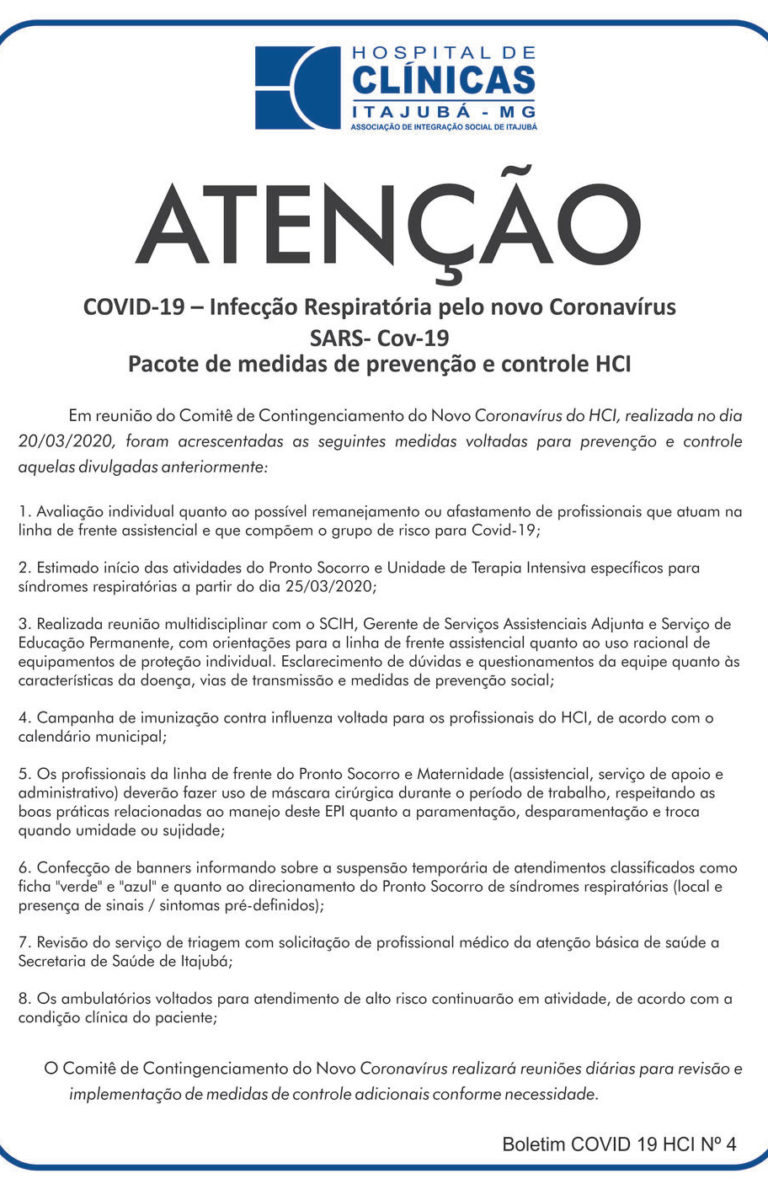 HOSPITAL DE
CLÍNICAS
ITAJUBÁ - MG
ASSOCIAÇÃO DE INTEGRAÇÃO SOCIAL DE ITAJUBÁ
ATENÇÃO
COVID-19 – Infecção Respiratória pelo novo Coronavírus
SARS- Cov-19
Pacote de medidas de prevenção e controle HCI
Em reunião do Comitê de Contingenciamento do Novo Coronavírus do HCI, realizada no dia
20/03/2020, foram acrescentadas as seguintes medidas voltadas para prevenção e controle
aquelas divulgadas anteriormente:
1. Avaliação individual quanto ao possível remanejamento ou afastamento de profissionais que atuam na
linha de frente assistencial e que compõem o grupo de risco para Covid-19;
2. Estimado início das atividades do Pronto Socorro e Unidade de Terapia Intensiva específicos para
síndromes respiratórias a partir do dia 25/03/2020;
3. Realizada reunião multidisciplinar com o SCIH, Gerente de Serviços Assistenciais Adjunta e Serviço de
Educação Permanente, com orientações para a linha de frente assistencial quanto ao uso racional de
equipamentos de proteção individual. Esclarecimento de dúvidas e questionamentos da equipe quanto às
características da doença, vias de transmissão e medidas de prevenção social;
4. Campanha de imunização contra influenza voltada para os profissionais do HCI, de acordo com o
calendário municipal;
5. Os profissionais da linha de frente do Pronto Socorro e Maternidade (assistencial, serviço de apoio e
administrativo) deverão fazer uso de máscara cirúrgica durante o período de trabalho, respeitando as
boas práticas relacionadas ao manejo deste EPI quanto a paramentação, desparamentação e troca
quando umidade ou sujidade;
6. Confecção de banners informando sobre a suspensão temporária de atendimentos classificados como
ficha "verde" e "azul" e quanto ao direcionamento do Pronto Socorro de síndromes respiratórias (local e
presença de sinais / sintomas pré-definidos);
7. Revisão do serviço de triagem com solicitação de profissional médico da atenção básica de saúde a
Secretaria de Saúde de Itajubá;
8. Os ambulatórios voltados para atendimento de alto risco continuarão em atividade, de acordo com a
condição clínica do paciente;
O Comitê de Contingenciamento do Novo Coronavírus realizará reuniões diárias para revisão e
implementação de medidas de controle adicionais conforme necessidade.
Boletim COVID 19 HCI Nº 4